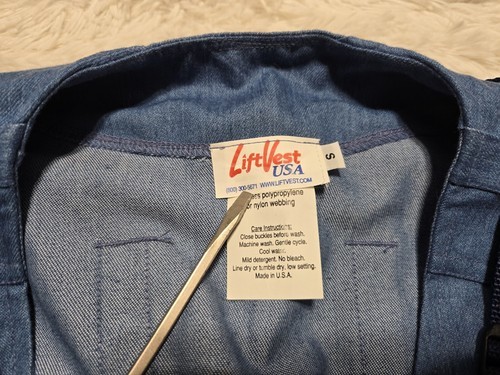 LiftVest
USA
S
(800) 300-5671 WWW.LIFTVEST.COM
polypropylene
or nylon webbing
Care Instructions:
Close buckles before wash.
Machine wash. Gentle cycle.
Cool water.
Mild detergent. No bleach.
Line dry or tumble dry, low setting.
Made in U.S.A.